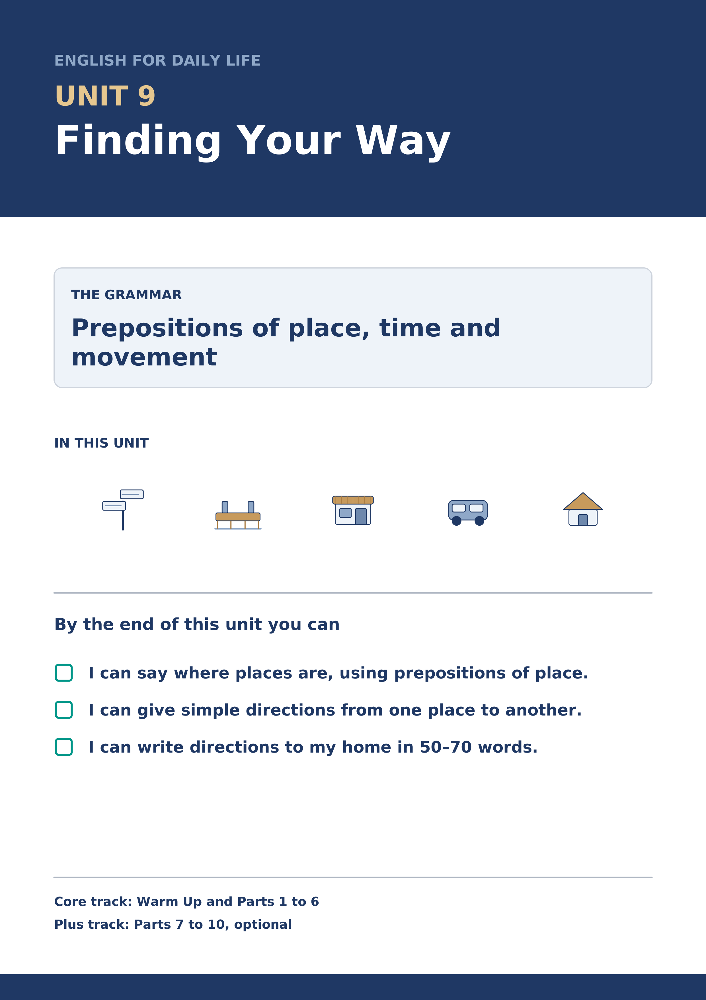 ENGLISH FOR DAILY LIFE
UNIT 9
Finding Your Way
THE GRAMMAR
Prepositions of place, time and
movement
IN THIS UNIT
By the end of this unit you can
I can say where places are, using prepositions of place.
I can give simple directions from one place to another.
I can write directions to my home in 50–70 words.
Core track: Warm Up and Parts 1 to 6
Plus track: Parts 7 to 10, optional